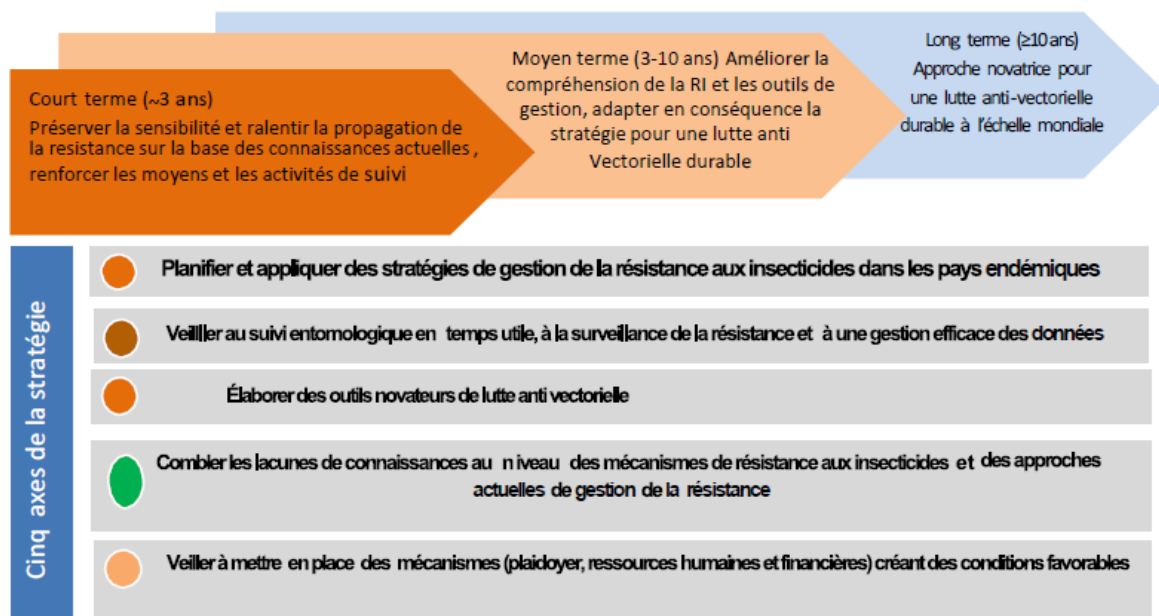 Court terme (~3 ans)
Préserver la sensibilité et ralentir la propagation de
la resistance sur la base des connaissances actuelles ,
renforcer les moyens et les activités de suivi
Moyen terme (3-10 ans) Améliorer la
compréhension de la RI et les outils de
gestion, adapter en conséquence la
stratégie pour une lutte anti
Vectorielle durable
Long terme (≥10 ans)
Approche novatrice pour
une lutte anti-vectorielle
durable à l'échelle mondiale
Cinq axes de la stratégie
Planifier et appliquer des stratégies de gestion de la résistance aux insecticides dans les pays endémiques
Veilller au suivi entomologique en temps utile, à la surveillance de la résistance et à une gestion efficace des données
Élaborer des outils novateurs de lutte anti vectorielle
Combler les lacunes de connaissances au n iveau des mécanismes de résistance aux insecticides et des approches
actuelles de gestion de la résistance
Veiller à mettre en place des mécanismes (plaidoyer, ressources humaines et financières) créant des conditions favorables